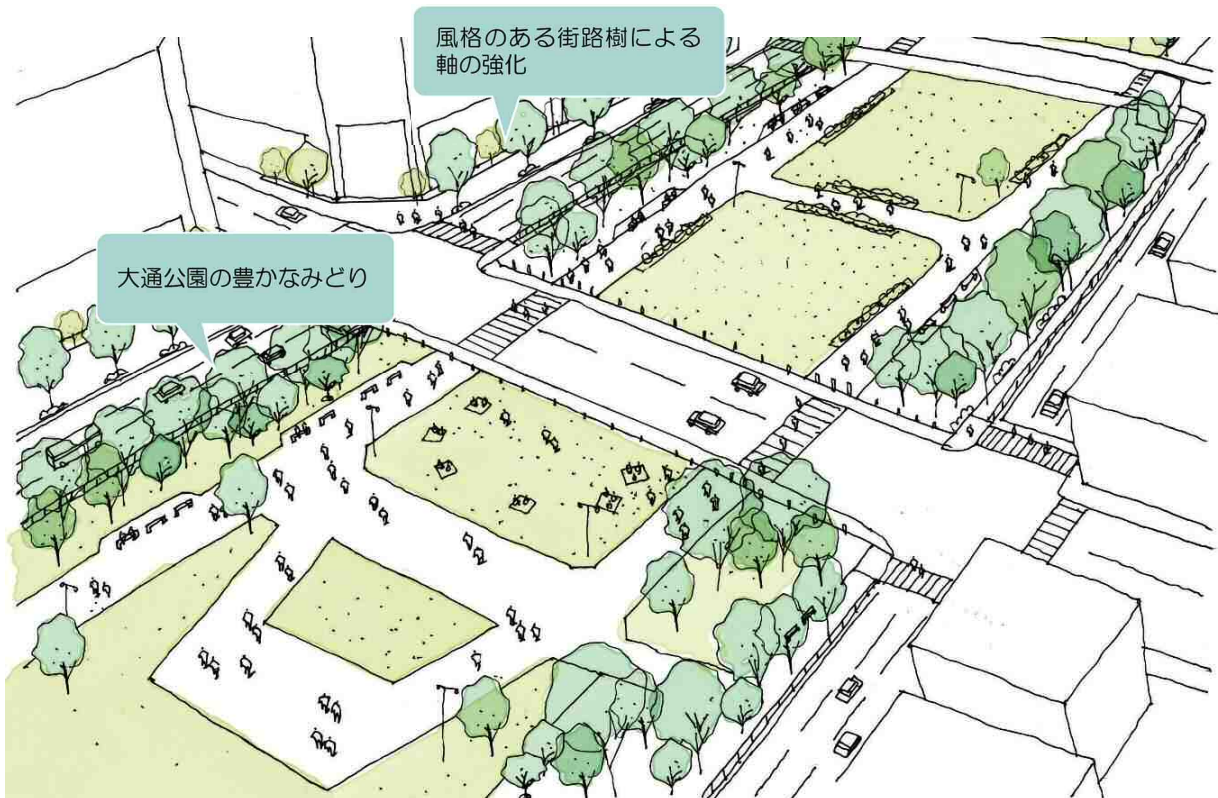 風格のある街路樹による
軸の強化
大通公園の豊かなみどり